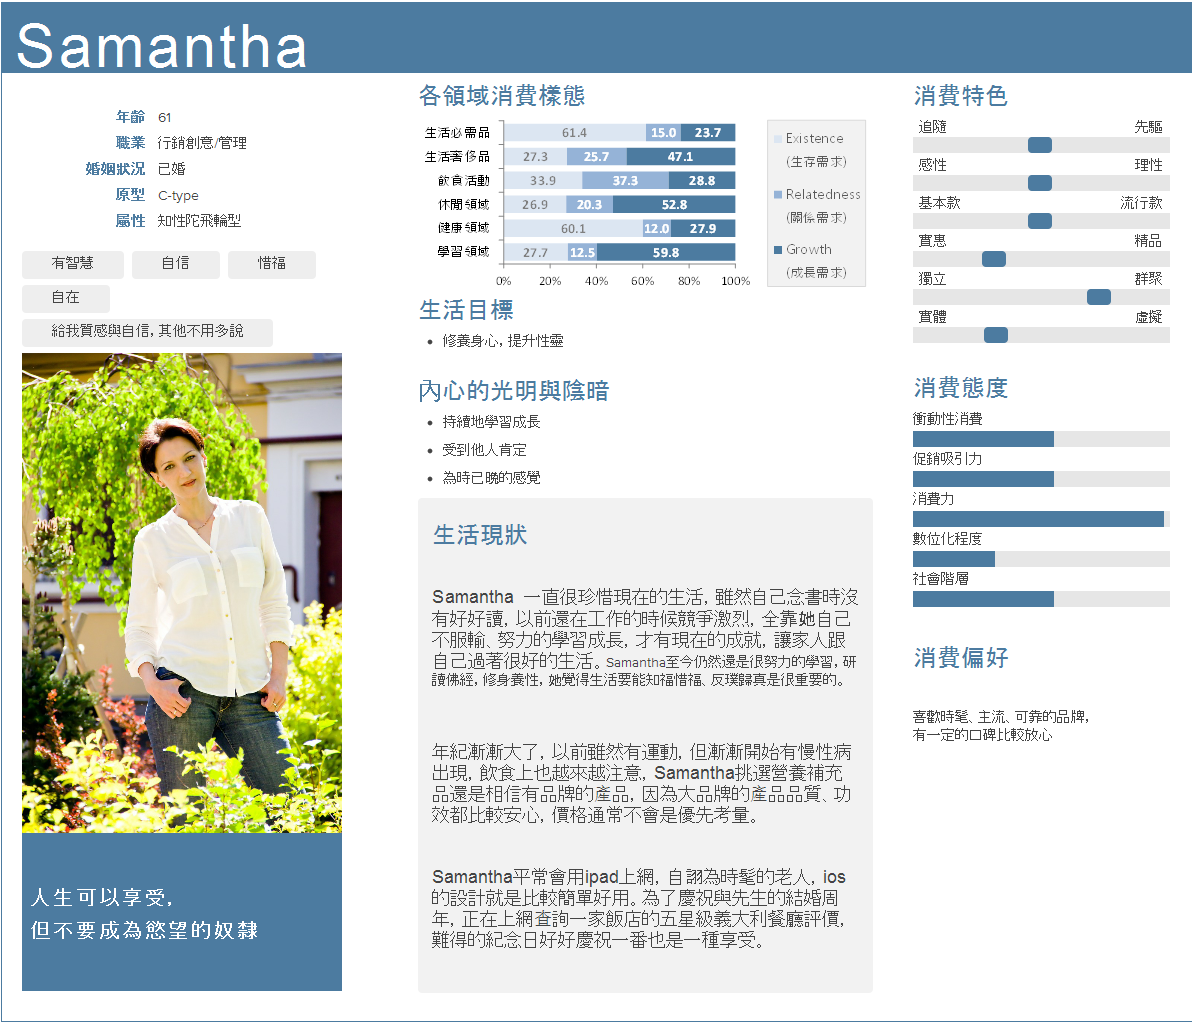 Samantha
年齡 61
職業 行銷創意/管理
婚姻狀況 已婚
原型 C-type
屬性 知性陀飛輪型
有智慧 自信 惜福
自在
給我質感與自信, 其他不用多說
人生可以享受,
但不要成為慾望的奴隸
各領域消費樣態
生活必需品 61.4 15.0 23.7
生活奢侈品 27.3 25.7 47.1
飲食活動 33.9 37.3 28.8
休閒領域 26.9 20.3 52.8
健康領域 60.1 12.0 27.9
學習領域 27.7 12.5 59.8
0% 20% 40% 60% 80% 100%
Existence
(生存需求)
Relatedness
(關係需求)
Growth
(成長需求)
生活目標
• 修養身心, 提升性靈
內心的光明與陰暗
• 持續地學習成長
• 受到他人肯定
• 為時已晚的感覺
生活現狀
Samantha 一直很珍惜現在的生活, 雖然自己念書時沒
有好好讀, 以前還在工作的時候競爭激烈, 全靠她自己
不服輸、努力的學習成長, 才有現在的成就, 讓家人跟
自己過著很好的生活。Samantha至今仍然還是很努力的學習, 研
讀佛經, 修身養性, 她覺得生活要能知福惜福、反璞歸真是很重要的。
年紀漸漸大了, 以前雖然有運動, 但漸漸開始有慢性病
出現, 飲食上也越來越注意, Samantha挑選營養補充
品還是相信有品牌的產品, 因為大品牌的產品品質、功
效都比較安心, 價格通常不會是優先考量。
Samantha平常會用ipad上網, 自詡為時髦的老人, ios
的設計就是比較簡單好用。為了慶祝與先生的結婚周
年, 正在上網查詢一家飯店的五星級義大利餐廳評價,
難得的紀念日好好慶祝一番也是一種享受。
消費特色
追隨 先驅
感性 理性
基本款 流行款
實惠 精品
獨立 群聚
實體 虛擬
消費態度
衝動性消費
促銷吸引力
消費力
數位化程度
社會階層
消費偏好
喜歡時髦、主流、可靠的品牌,
有一定的口碑比較放心